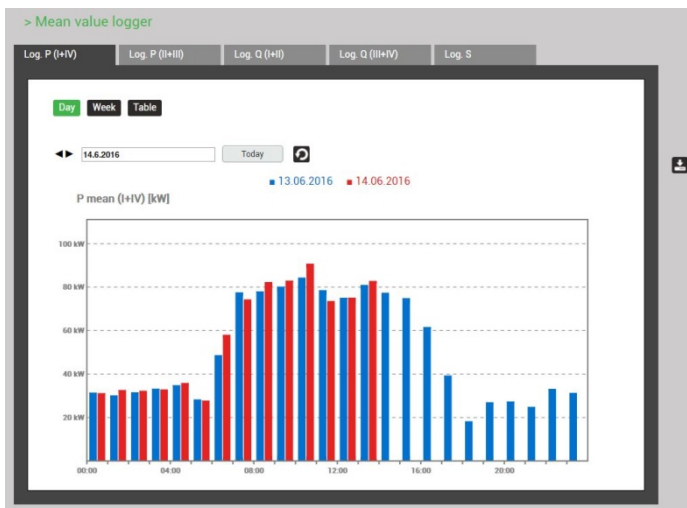 > Mean value logger
Log. P (I+IV) Log. P (II+III) Log. Q (I+II) Log. Q (III+IV) Log. S
Day Week Table
14.6.2016 Today
13.06.2016 14.06.2016
P mean (I+IV) [kW]
100 kW
80 kW
60 kW
40 kW
20 kW
00:00 04:00 08:00 12:00 16:00 20:00